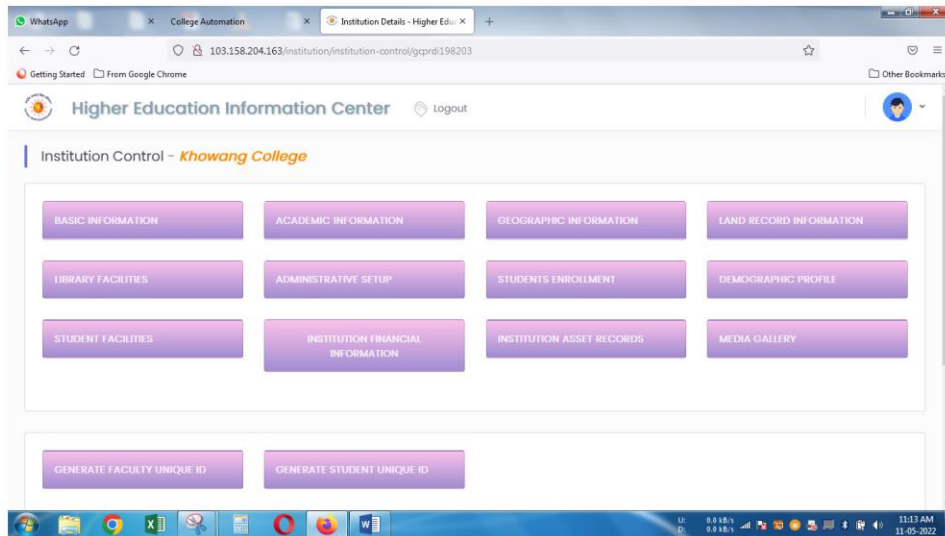 WhatsApp × College Automation × Institution Details - Higher Educ × +
103.158.204.163/institution/institution-control/gcprdi198203
Getting Started From Google Chrome Other Bookmarks
Higher Education Information Center Logout
Institution Control - Khowang College
BASIC INFORMATION ACADEMIC INFORMATION GEOGRAPHIC INFORMATION LAND RECORD INFORMATION
LIBRARY FACILITIES ADMINISTRATIVE SETUP STUDENTS ENROLLMENT DEMOGRAPHIC PROFILE
STUDENT FACILITIES INSTITUTION FINANCIAL INSTITUTION ASSET RECORDS MEDIA GALLERY
INFORMATION
GENERATE FACULTY UNIQUE ID GENERATE STUDENT UNIQUE ID
U: 0.0 kB/s 11:13 AM
D: 0.0 kB/s 11-05-2022